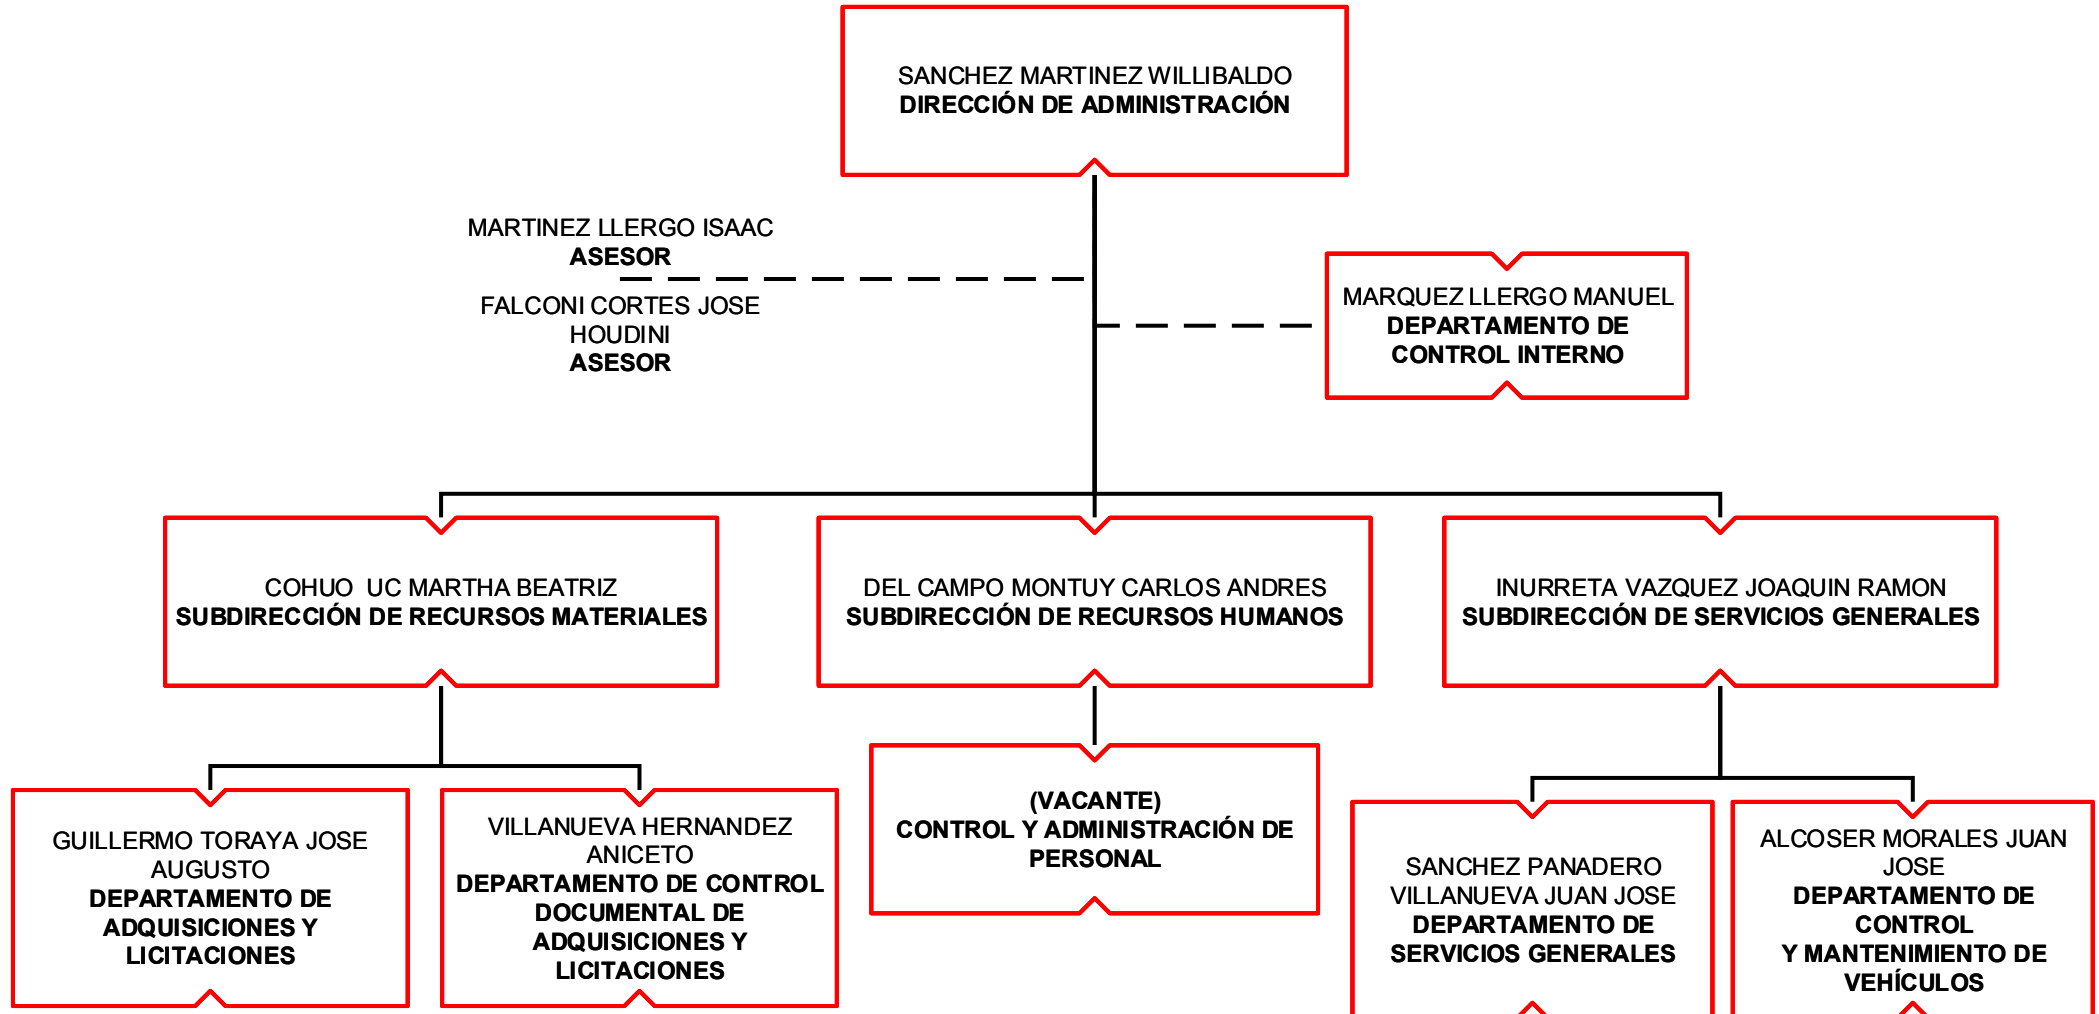 SANCHEZ MARTINEZ WILLIBALDO
DIRECCIÓN DE ADMINISTRACIÓN
MARTINEZ LLERGO ISAAC
ASESOR
FALCONI CORTES JOSE
HOUDINI
ASESOR
MARQUEZ LLERGO MANUEL
DEPARTAMENTO DE
CONTROL INTERNO
COHUO  UC MARTHA BEATRIZ
SUBDIRECCIÓN DE RECURSOS MATERIALES
DEL CAMPO MONTUY CARLOS ANDRES
SUBDIRECCIÓN DE RECURSOS HUMANOS
INURRETA VAZQUEZ JOAQUIN RAMON
SUBDIRECCIÓN DE SERVICIOS GENERALES
GUILLERMO TORAYA JOSE
AUGUSTO
DEPARTAMENTO DE
ADQUISICIONES Y
LICITACIONES
VILLANUEVA HERNANDEZ
ANICETO
DEPARTAMENTO DE CONTROL
DOCUMENTAL DE
ADQUISICIONES Y
LICITACIONES
(VACANTE)
CONTROL Y ADMINISTRACIÓN DE
PERSONAL
SANCHEZ PANADERO
VILLANUEVA JUAN JOSE
DEPARTAMENTO DE
SERVICIOS GENERALES
ALCOSER MORALES JUAN
JOSE
DEPARTAMENTO DE
CONTROL
Y MANTENIMIENTO DE
VEHÍCULOS